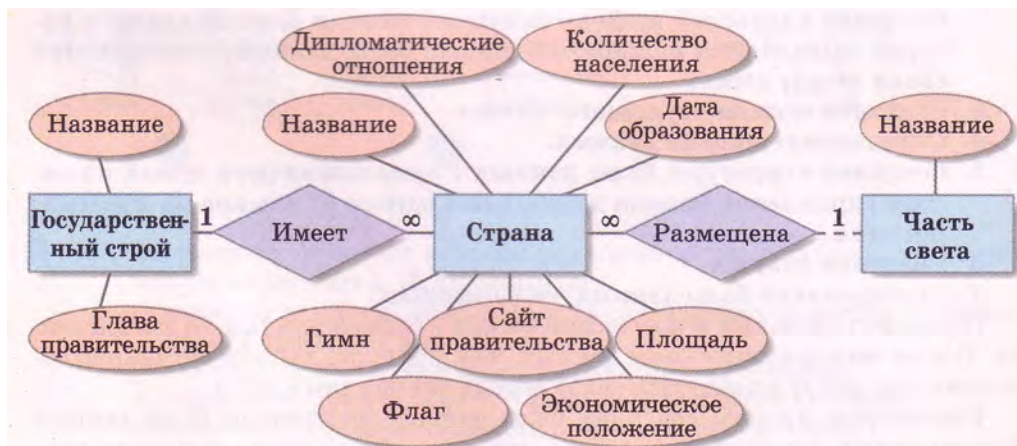 Дипломатические
отношения
Количество
населения
Название
Название
Дата
образования
Название
Государствен-
ный строй
1
Имеет
∞
Страна
∞
Размещена
1
Часть
света
Глава
правительства
Гимн
Сайт
правительства
Площадь
Флаг
Экономическое
положение